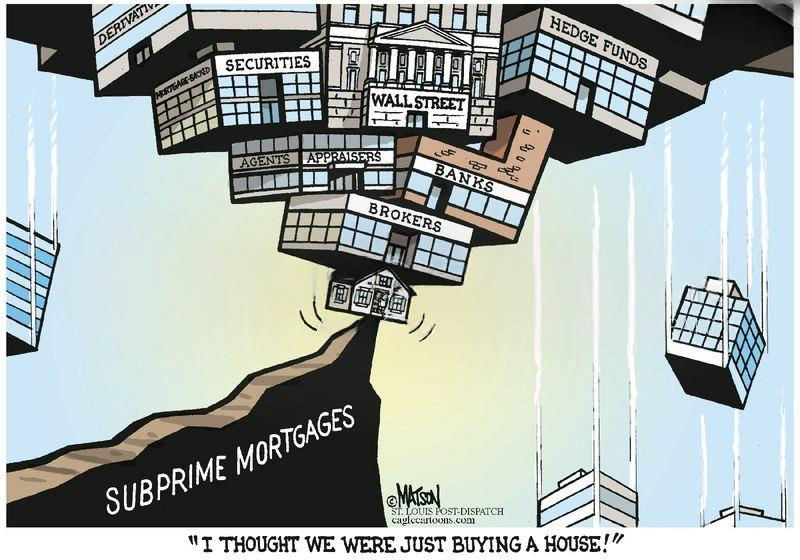 DERIVATIV
HEDGE FUNDS
MORTGAGE-BACKED
SECURITIES
WALL STREET
AGENTS
APPRAISERS
BANKS
BROKERS
SUBPRIME MORTGAGES
© MATSON
ST. LOUIS POST-DISPATCH
caglecartoons.com
"I THOUGHT WE WERE JUST BUYING A HOUSE!"